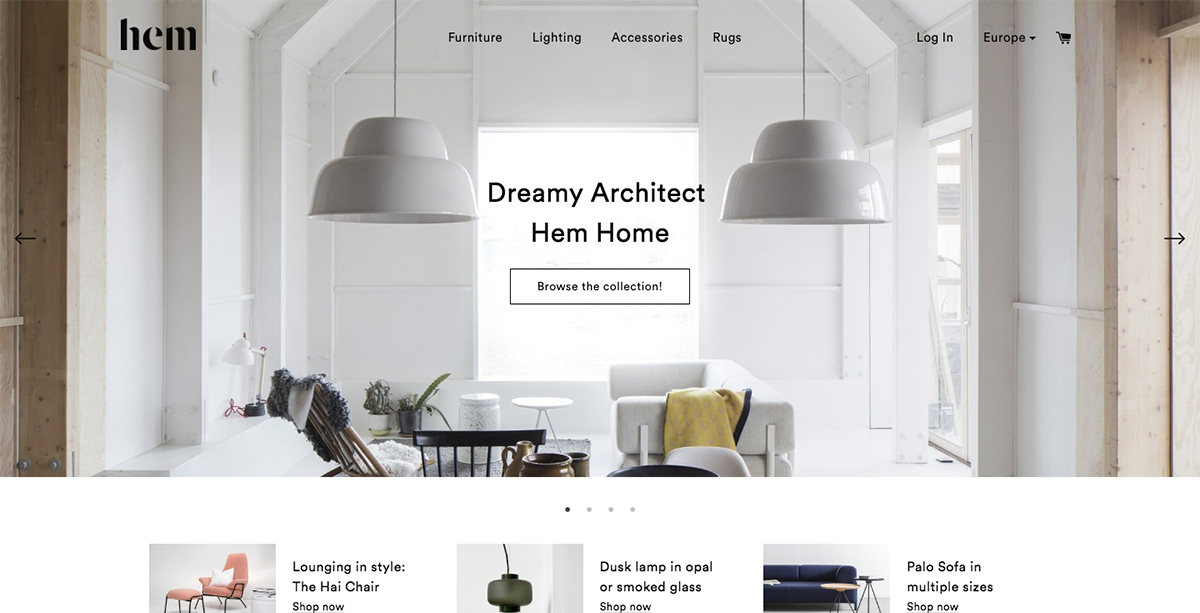 hem
Furniture Lighting Accessories Rugs Log In Europe
Dreamy Architect
Hem Home
Browse the collection!
Lounging in style:
The Hai Chair
Shop now
Dusk lamp in opal
or smoked glass
Shop now
Palo Sofa in
multiple sizes
Shop now